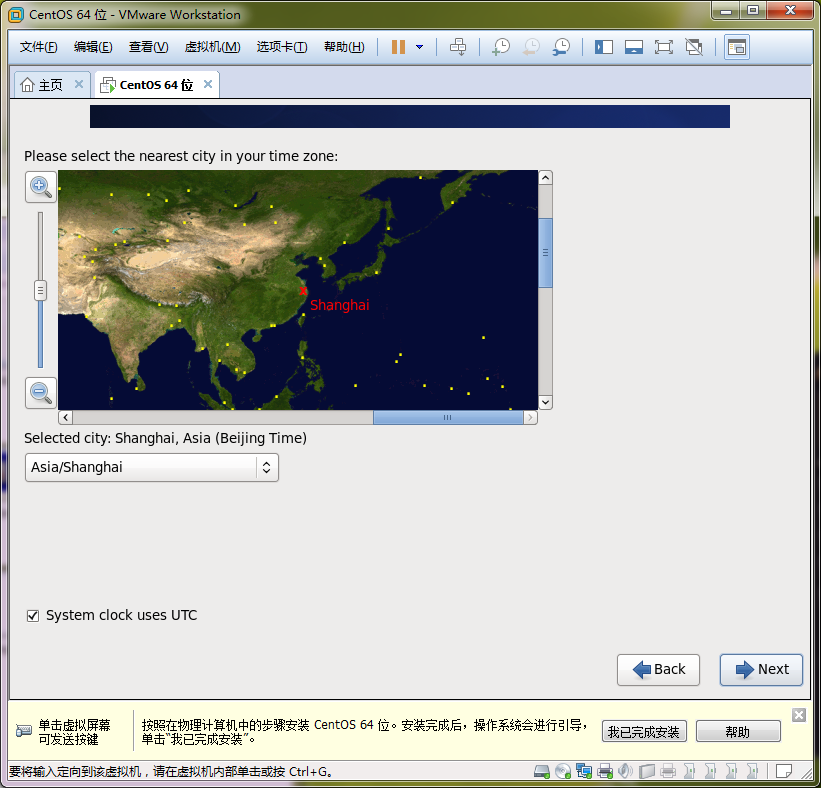 CentOS 64 位 - VMware Workstation
文件(F) 编辑(E) 查看(V) 虚拟机(M) 选项卡(T) 帮助(H)
主页 CentOS 64 位
Please select the nearest city in your time zone:
Shanghai
Selected city: Shanghai, Asia (Beijing Time)
Asia/Shanghai
System clock uses UTC
Back Next
单击虚拟屏幕
可发送按键
按照在物理计算机中的步骤安装 CentOS 64 位。安装完成后，操作系统会进行引导，
单击"我已完成安装"。
我已完成安装 帮助
要将输入定向到该虚拟机，请在虚拟机内部单击或按 Ctrl+G。